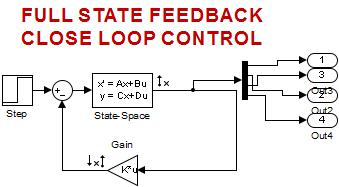 FULL STATE FEEDBACK
CLOSE LOOP CONTROL
1
3
Out3
2
Out2
4
Out4
x' = Ax+Bu
y = Cx+Du
x
State-Space
+
−
Step
Gain
x
K*u